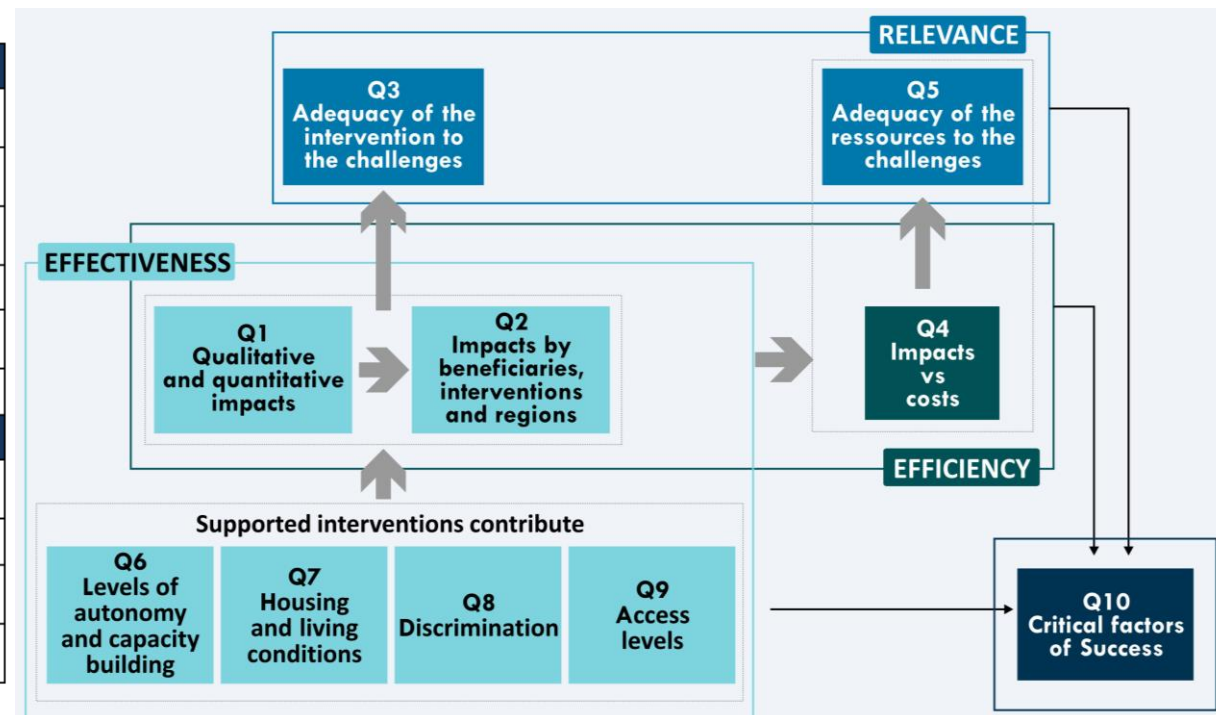 RELEVANCE
Q3
Adequacy of the
intervention to
the challenges
Q5
Adequacy of the
ressources to the
challenges
EFFECTIVENESS
Q1
Qualitative
and quantitative
impacts
Q2
Impacts by
beneficiaries,
interventions
and regions
Q4
Impacts
vs
costs
EFFICIENCY
Supported interventions contribute
Q6
Levels of
autonomy
and capacity
building
Q7
Housing
and living
conditions
Q8
Discrimination
Q9
Access
levels
Q10
Critical factors
of Success